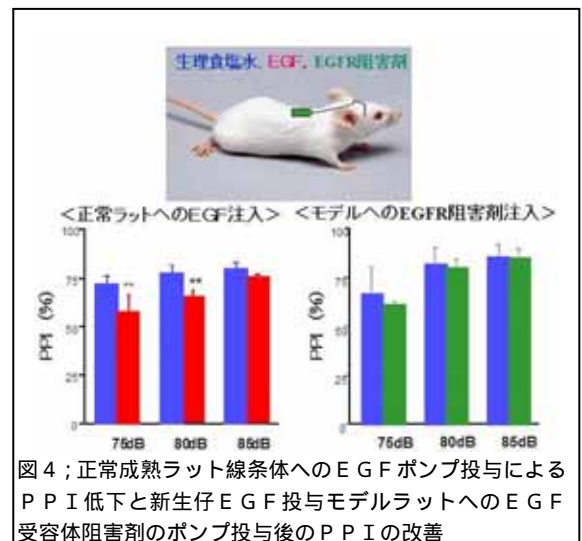 生理食塩水, EGF, EGFR阻害剤
<正常ラットへのEGF注入> <モデルへのEGFR阻害剤注入>
100
75
50
25
0
PPI (%)
**
**
75dB 80dB 85dB
100
75
50
25
0
PPI (%)
75dB 80dB 85dB
図4;正常成熟ラット線条体へのEGFポンプ投与による
PPI低下と新生仔EGF投与モデルラットへのEGF
受容体阻害剤のポンプ投与後のPPIの改善